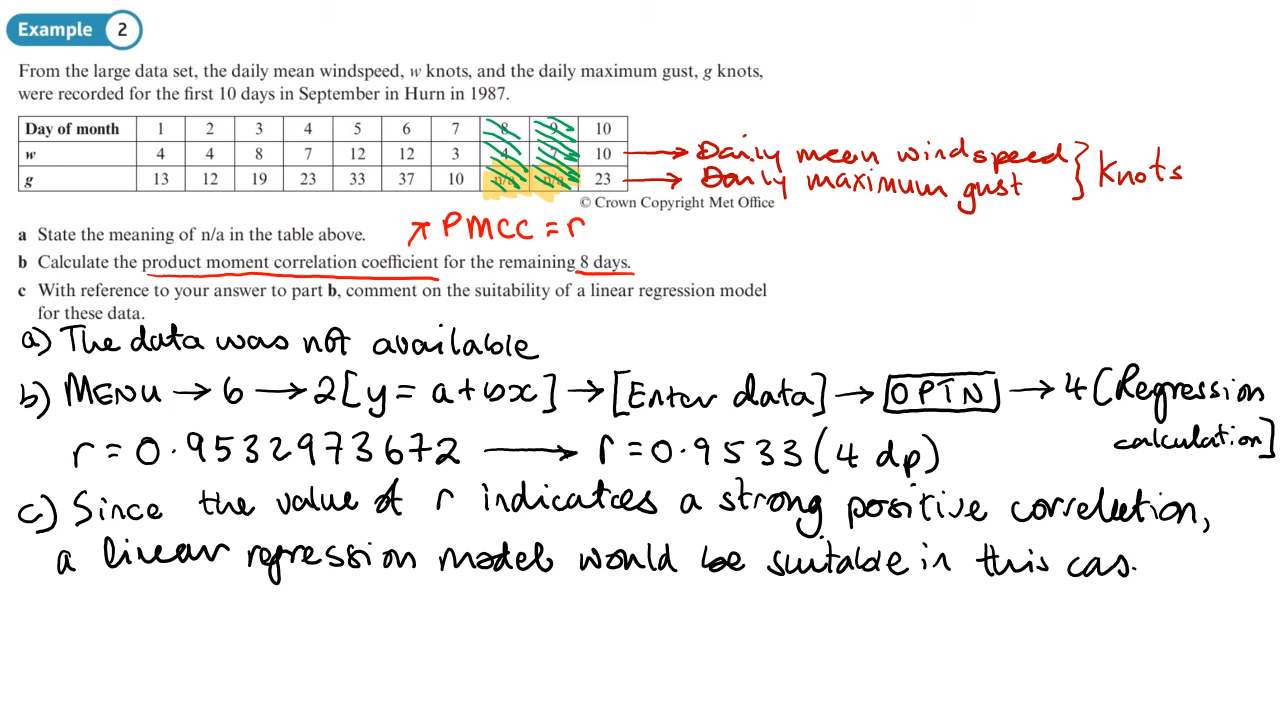 Example 2
From the large data set, the daily mean windspeed, w knots, and the daily maximum gust, g knots,
were recorded for the first 10 days in September in Hurn in 1987.
Day of month 1 2 3 4 5 6 7 8 9 10
w 4 4 8 7 12 12 3 4 7 10 → Daily mean windspeed
g 13 12 19 23 33 37 10 n/a n/a 23 → Daily maximum gust
} Knots
© Crown Copyright Met Office
a State the meaning of n/a in the table above.
↗ PMCC = r
b Calculate the product moment correlation coefficient for the remaining 8 days.
c With reference to your answer to part b, comment on the suitability of a linear regression model
for these data.
a) The data was not available
b) MENU → 6 → 2 [y = a + bx] → [Enter data] → OPTN → 4 [Regression
calculation]
r = 0.9532973672 → r = 0.9533 (4 dp)
c) Since the value of r indicates a strong positive correlation,
a linear regression model would be suitable in this cas.